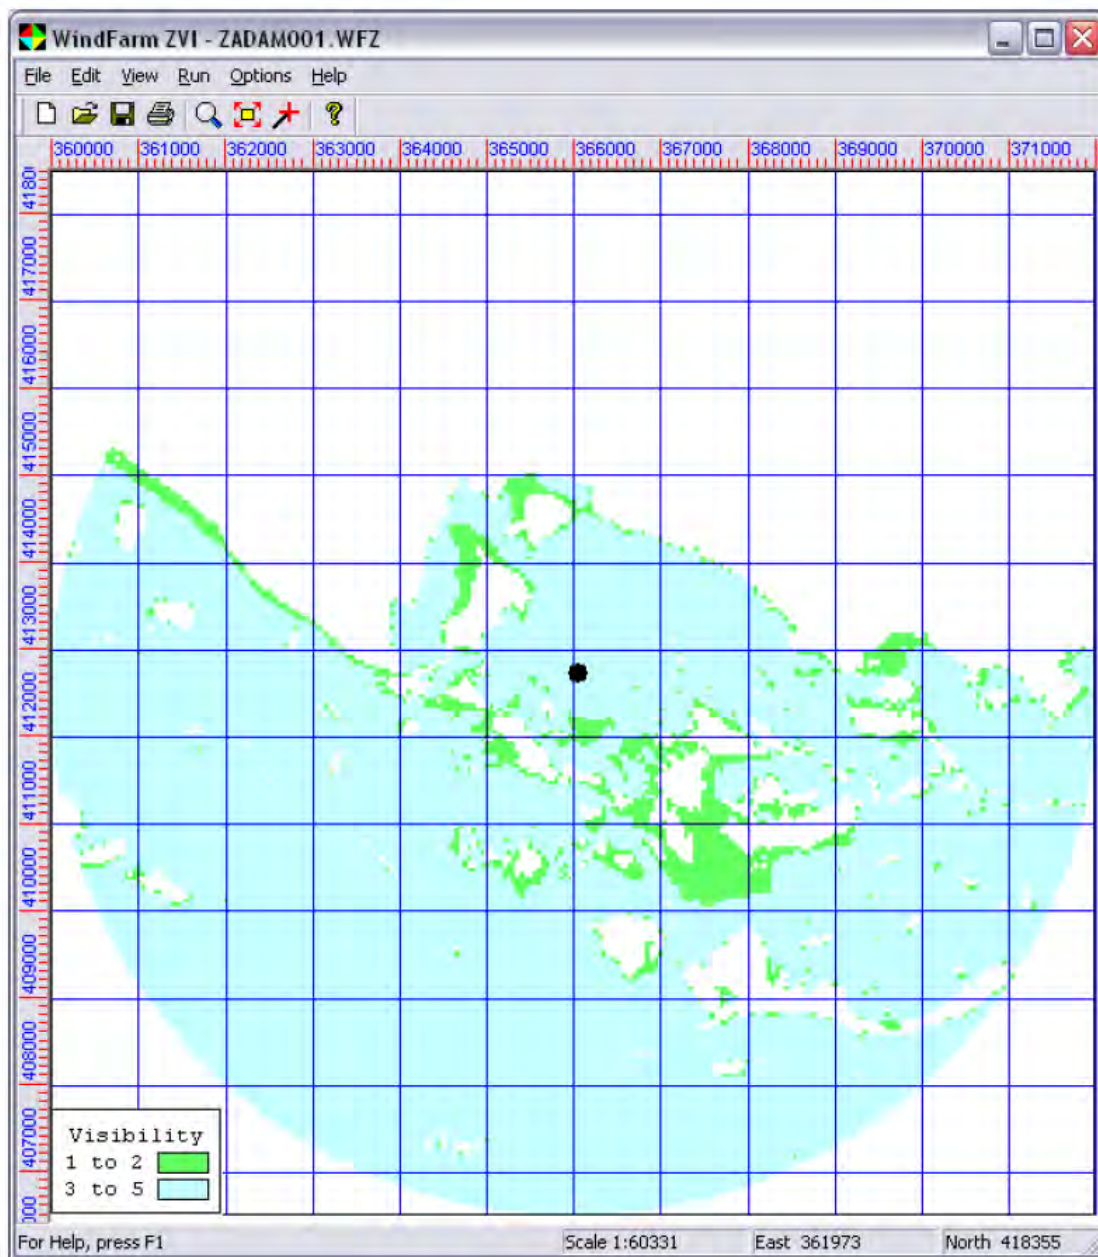 WindFarm ZVI - ZADAM001.WFZ
File Edit View Run Options Help
360000 361000 362000 363000 364000 365000 366000 367000 368000 369000 370000 371000
4180
417000
416000
415000
414000
413000
412000
411000
410000
409000
408000
407000
00
Visibility
1 to 2
3 to 5
For Help, press F1 Scale 1:60331 East 361973 North 418355